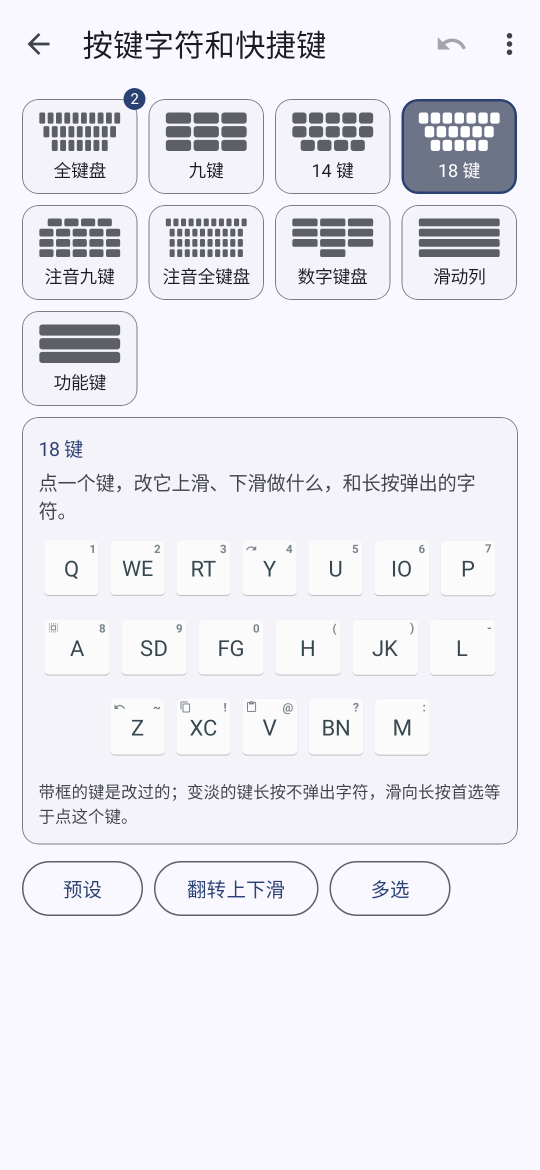 按键字符和快捷键
2
全键盘 九键 14 键 18 键
注音九键 注音全键盘 数字键盘 滑动列
功能键
18 键
点一个键，改它上滑、下滑做什么，和长按弹出的字
符。
1 2 3 4 5 6 7
Q WE RT Y U IO P
8 9 0 ( ) -
A SD FG H JK L
~ ! @ ? :
Z XC V BN M
带框的键是改过的；变淡的键长按不弹出字符，滑向长按首选等
于点这个键。
预设 翻转上下滑 多选